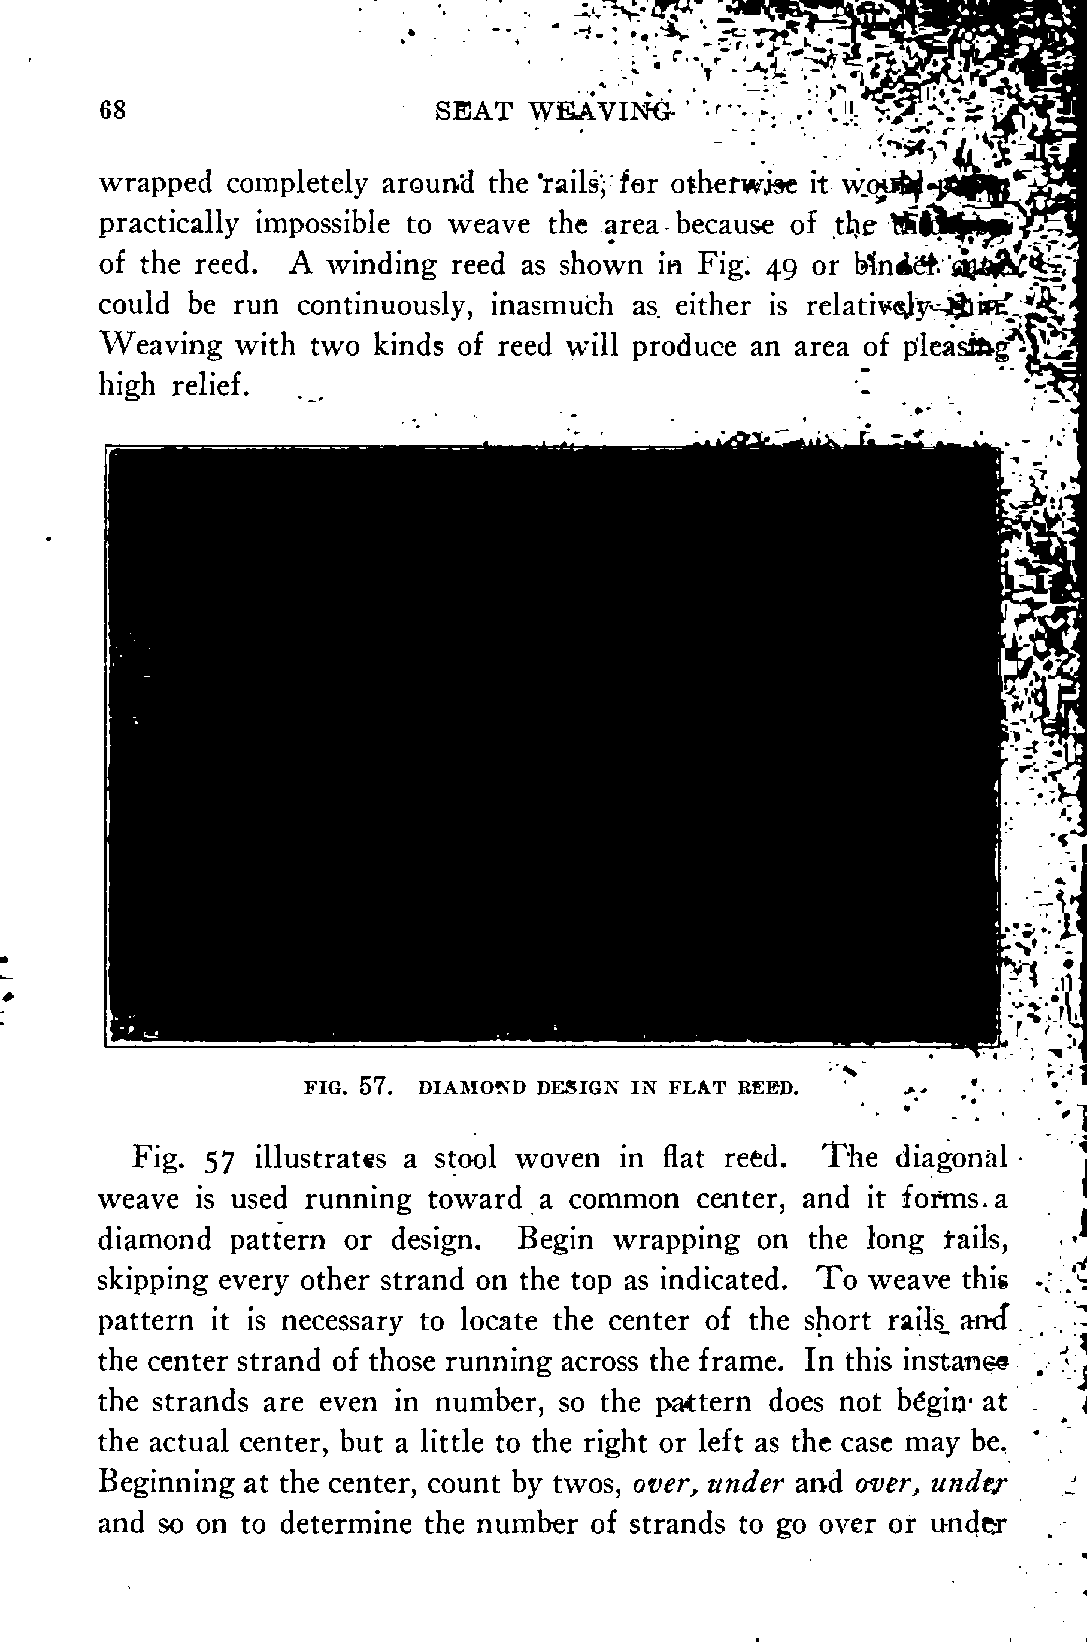 68 SEAT WEAVING
wrapped completely around the rails, for otherwise it would
practically impossible to weave the area because of the
of the reed. A winding reed as shown in Fig. 49 or binder
could be run continuously, inasmuch as either is relatively
Weaving with two kinds of reed will produce an area of pleasing
high relief.
FIG. 57. DIAMOND DESIGN IN FLAT REED.
Fig. 57 illustrates a stool woven in flat reed. The diagonal
weave is used running toward a common center, and it forms a
diamond pattern or design. Begin wrapping on the long rails,
skipping every other strand on the top as indicated. To weave this
pattern it is necessary to locate the center of the short rails and
the center strand of those running across the frame. In this instance
the strands are even in number, so the pattern does not begin at
the actual center, but a little to the right or left as the case may be.
Beginning at the center, count by twos, over, under and over, under
and so on to determine the number of strands to go over or under